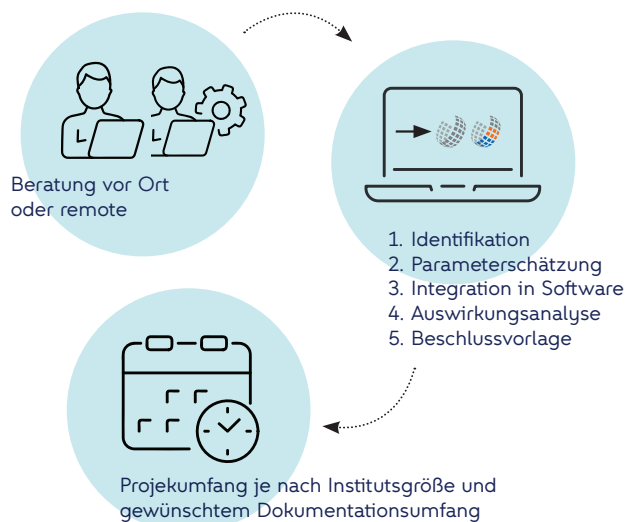 Beratung vor Ort
oder remote
1. Identifikation
2. Parameterschätzung
3. Integration in Software
4. Auswirkungsanalyse
5. Beschlussvorlage
Projekumfang je nach Institutsgröße und
gewünschtem Dokumentationsumfang